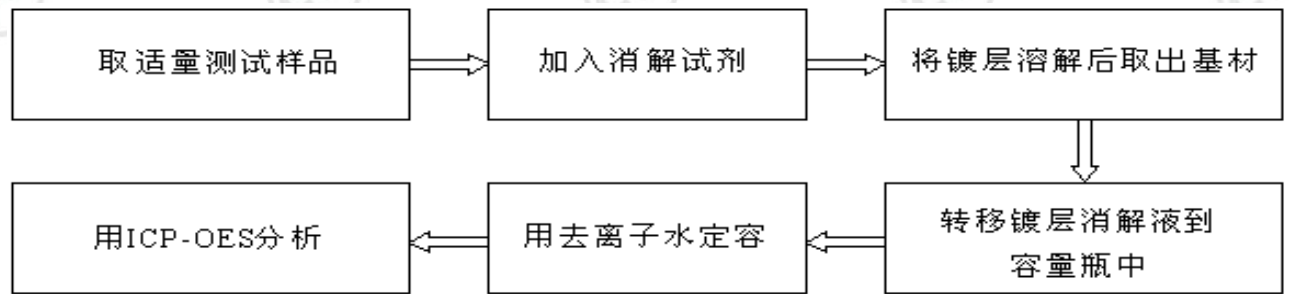 取适量测试样品
加入消解试剂
将镀层溶解后取出基材
转移镀层消解液到
容量瓶中
用去离子水定容
用ICP-OES分析